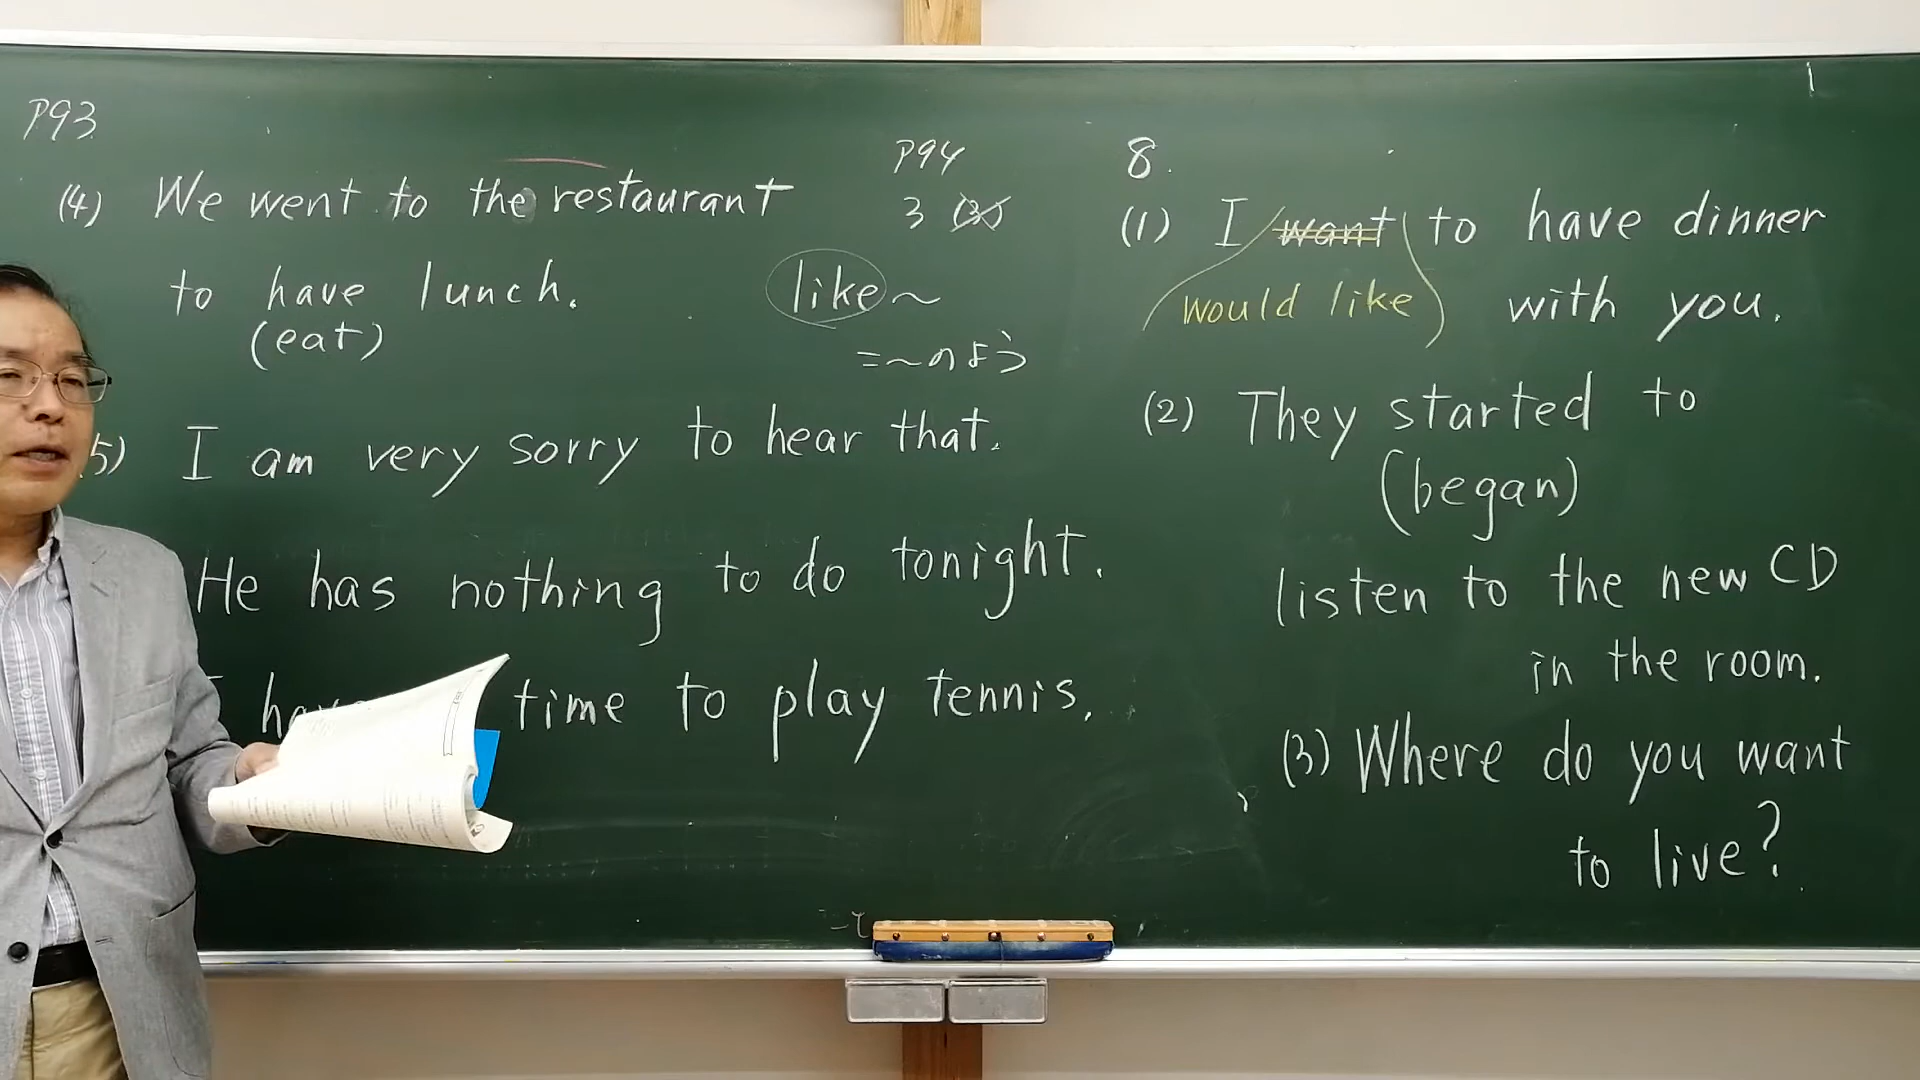 P93
(4) We went to the restaurant
to have lunch.
(eat)
5) I am very sorry to hear that.
He has nothing to do tonight.
time to play tennis.
P94
3 (3)
like～
=～のよう
8.
(1) I want to have dinner
would like with you.
(2) They started to
(began)
listen to the new CD
in the room.
(3) Where do you want
to live?